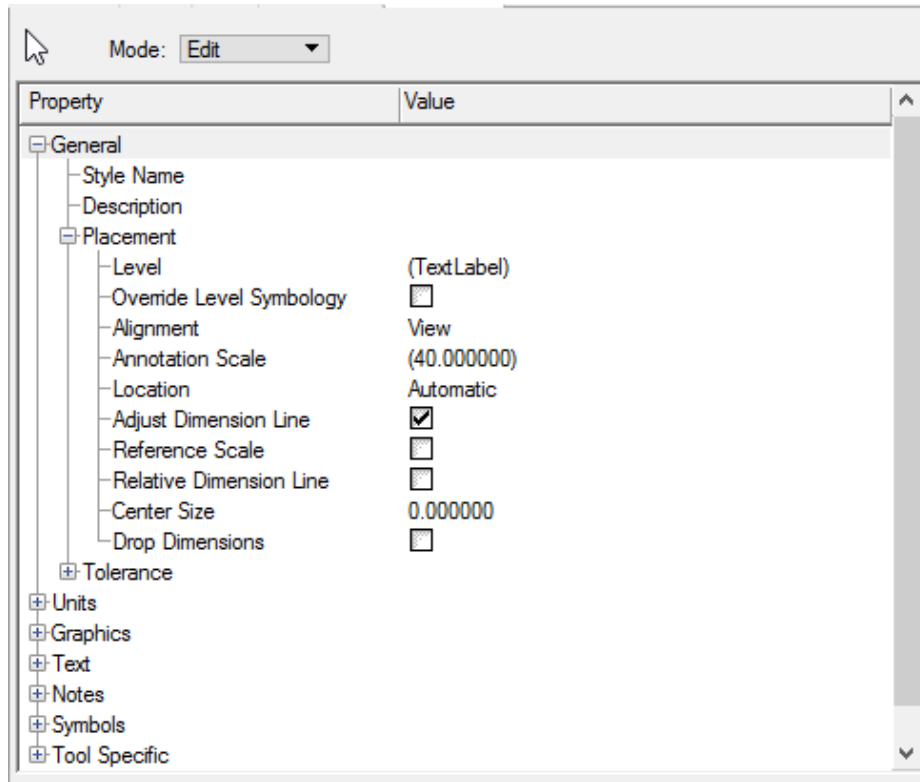 Mode: Edit
Property Value
General
Style Name
Description
Placement
Level (TextLabel)
Override Level Symbology
Alignment View
Annotation Scale (40.000000)
Location Automatic
Adjust Dimension Line
Reference Scale
Relative Dimension Line
Center Size 0.000000
Drop Dimensions
Tolerance
Units
Graphics
Text
Notes
Symbols
Tool Specific